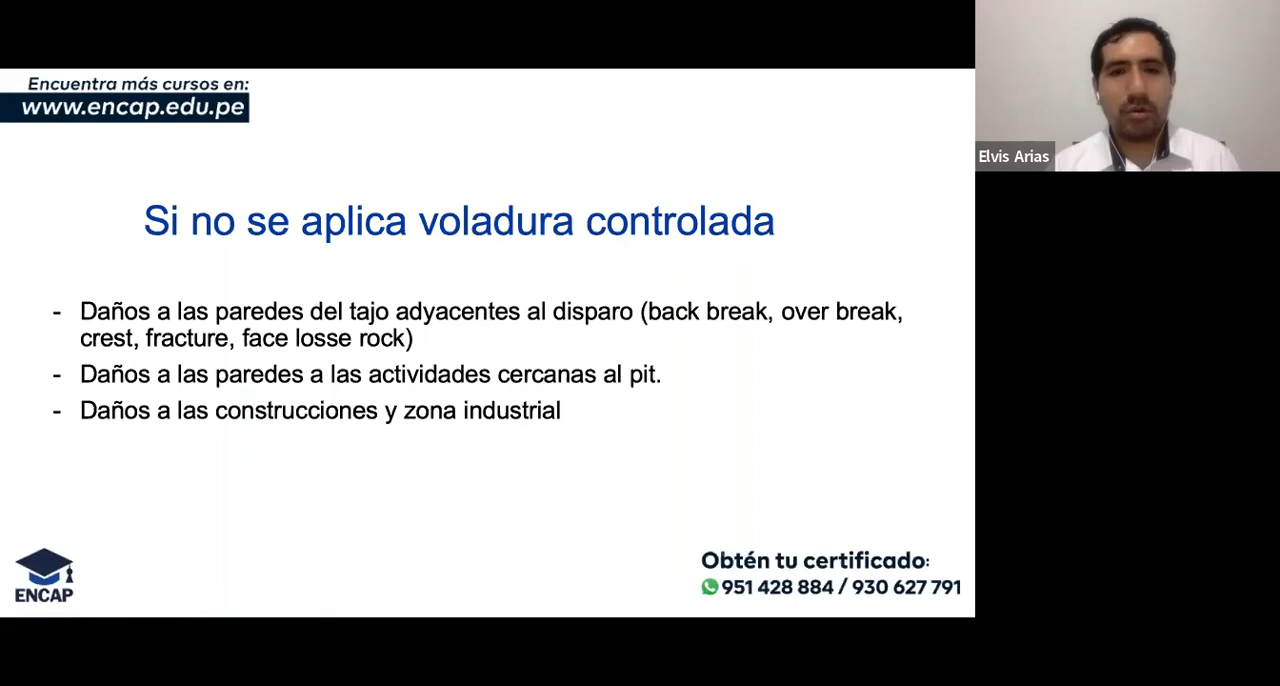 Encuentra más cursos en:
www.encap.edu.pe
Elvis Arias
Si no se aplica voladura controlada
- Daños a las paredes del tajo adyacentes al disparo (back break, over break,
crest, fracture, face losse rock)
- Daños a las paredes a las actividades cercanas al pit.
- Daños a las construcciones y zona industrial
ENCAP
Obtén tu certificado:
951 428 884 / 930 627 791